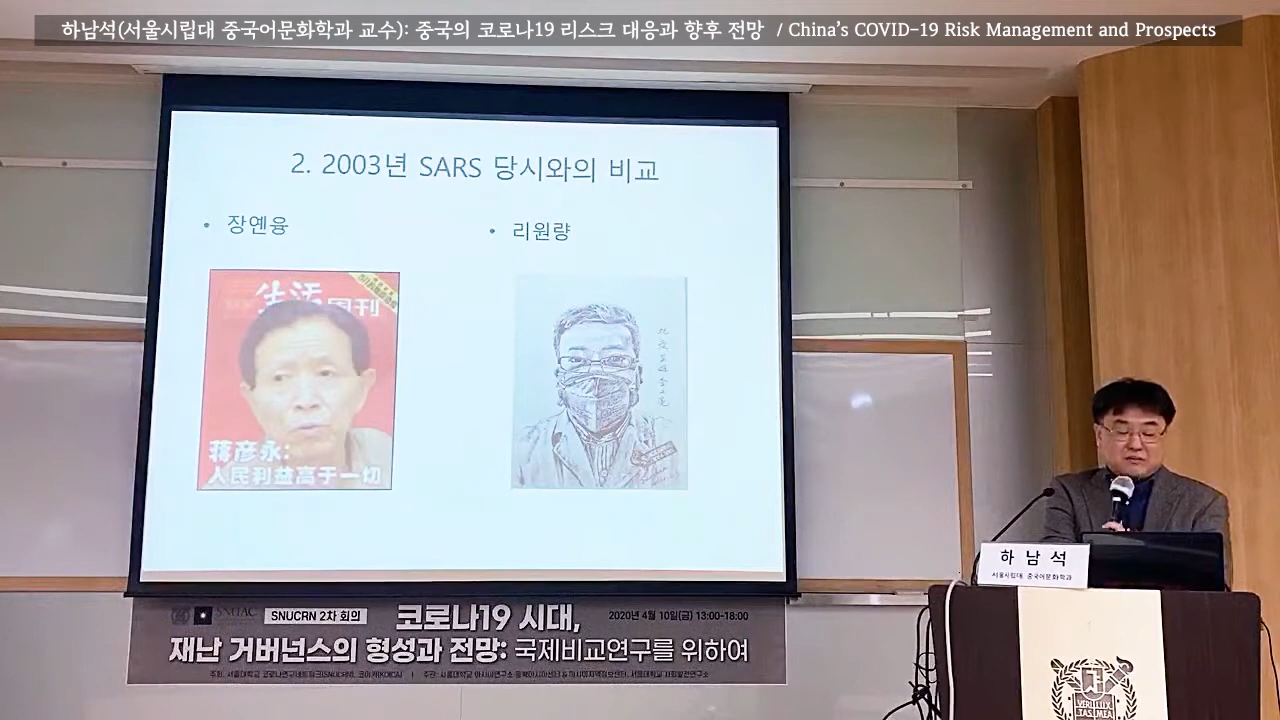 하남석(서울시립대 중국어문화학과 교수): 중국의 코로나19 리스크 대응과 향후 전망 / China's COVID-19 Risk Management and Prospects
2. 2003년 SARS 당시와의 비교
• 장옌융
• 리원량
生活
周刊
蒋彦永:
人民利益高于一切
하 남 석
서울시립대 중국어문화학과
SNUAC
SNUCRN 2차 회의
코로나19 시대,
2020년 4월 10일(금) 13:00-18:00
재난 거버넌스의 형성과 전망: 국제비교연구를 위하여
VERI LUX
TAS MEA